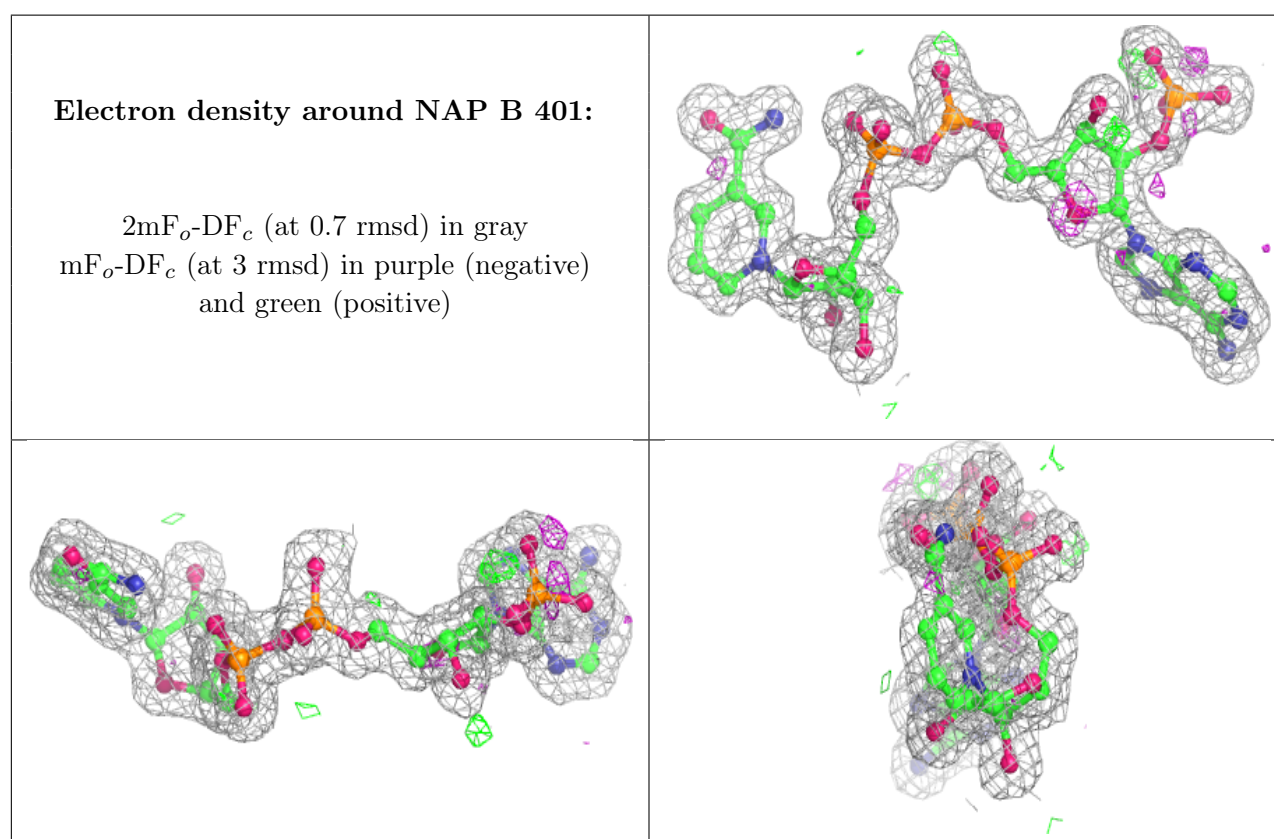 Electron density around NAP B 401:
2mFo-DFc (at 0.7 rmsd) in gray
mFo-DFc (at 3 rmsd) in purple (negative)
and green (positive)